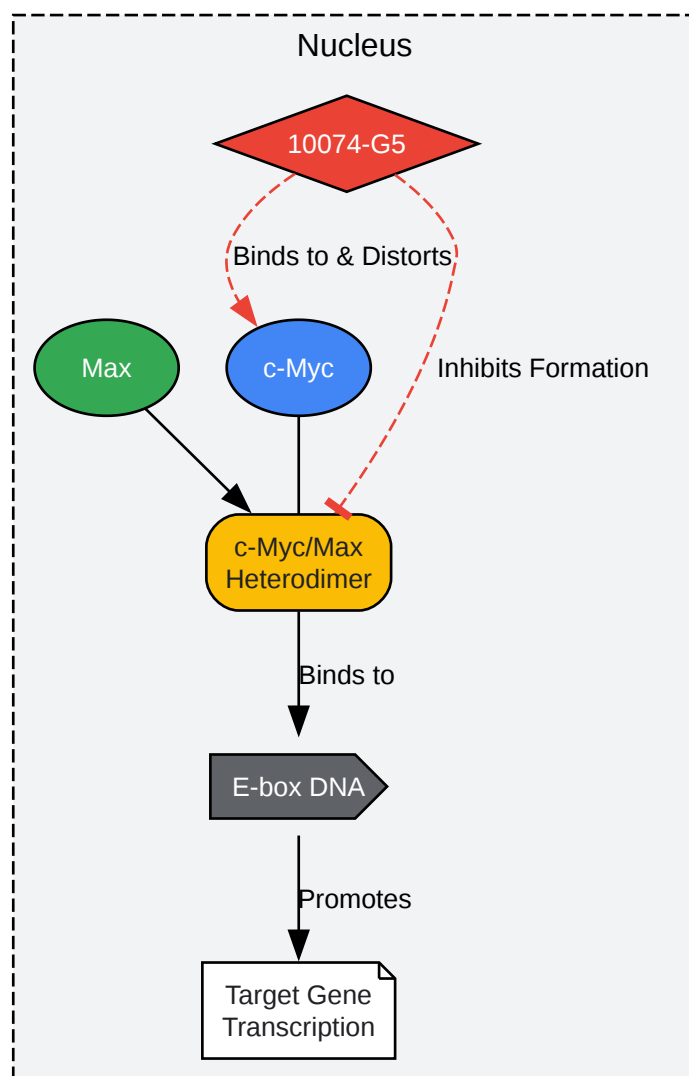 Nucleus
10074-G5
Binds to & Distorts
Max
c-Myc
Inhibits Formation
c-Myc/Max
Heterodimer
Binds to
E-box DNA
Promotes
Target Gene
Transcription